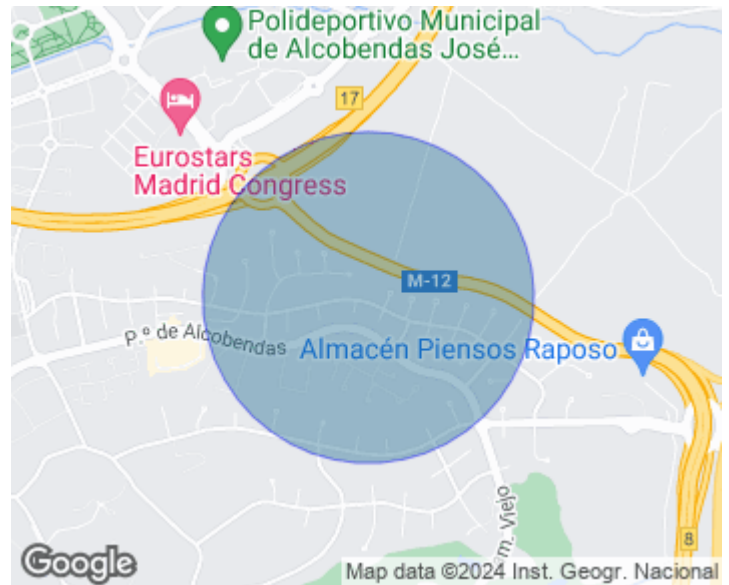 Polideportivo Municipal
de Alcobendas José...
17
Eurostars
Madrid Congress
M-12
P.º de Alcobendas
Almacén Piensos Raposo
m. Viejo
8
Google
Map data ©2024 Inst. Geogr. Nacional